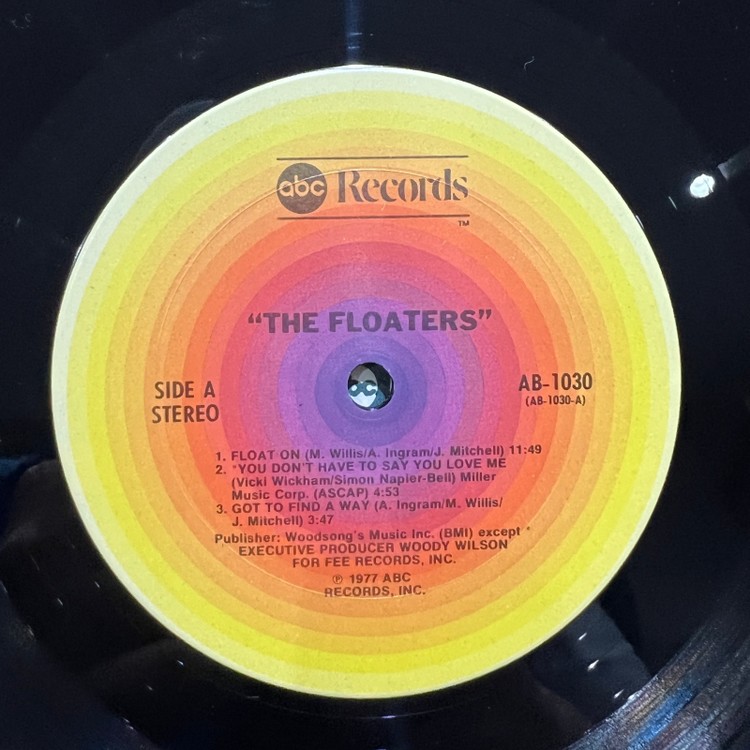 abc Records
TM
“THE FLOATERS”
SIDE A
STEREO
AB-1030
(AB-1030-A)
1. FLOAT ON (M. Willis/A. Ingram/J. Mitchell) 11:49
2. *YOU DON'T HAVE TO SAY YOU LOVE ME
(Vicki Wickham/Simon Napier-Bell) Miller
Music Corp. (ASCAP) 4:53
3. GOT TO FIND A WAY (A. Ingram/M. Willis/
J. Mitchell) 3:47
Publisher: Woodsong's Music Inc. (BMI) except *
EXECUTIVE PRODUCER WOODY WILSON
FOR FEE RECORDS, INC.
℗ 1977 ABC
RECORDS, INC.